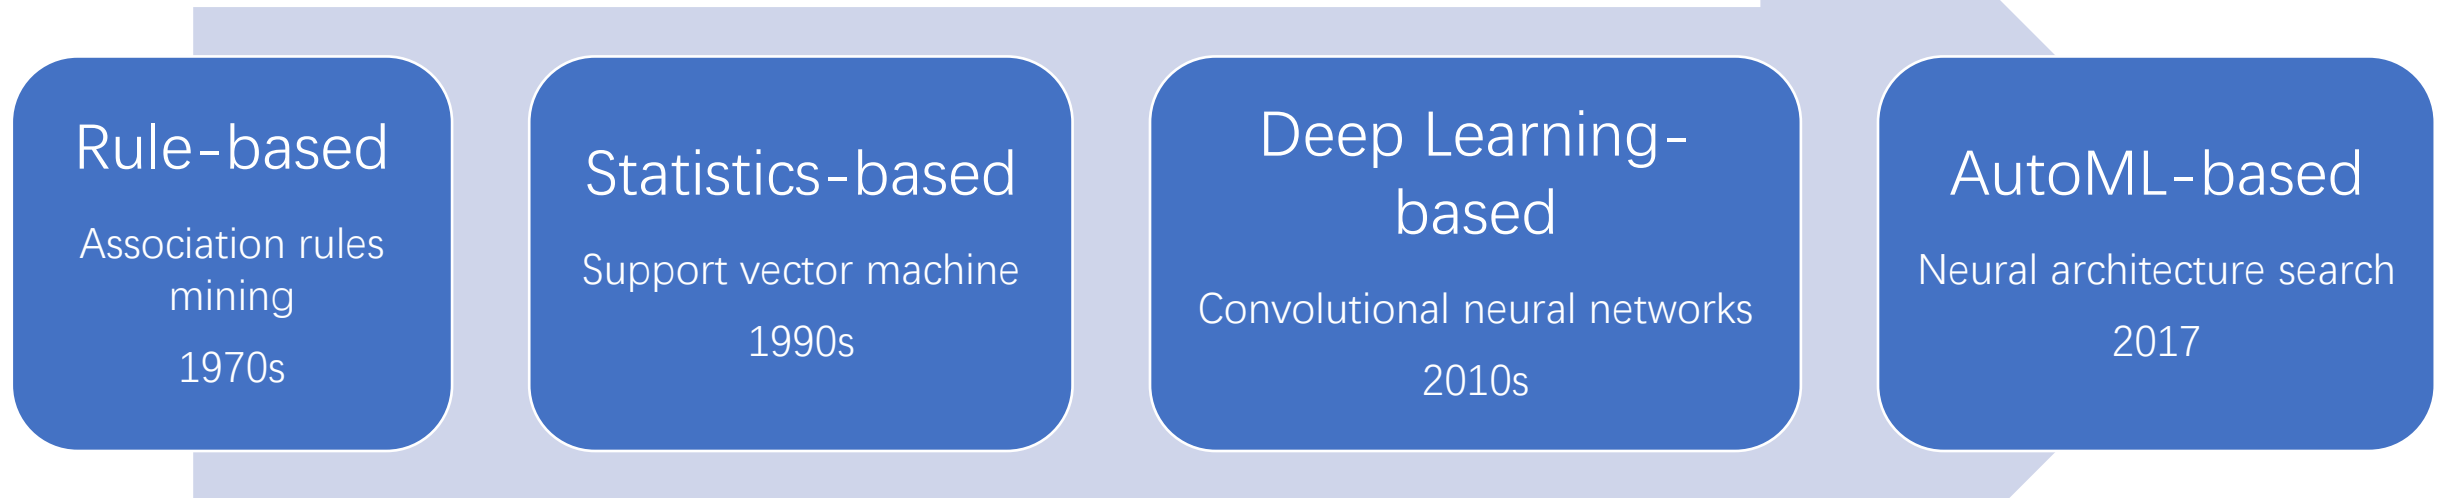 Rule-based
Association rules
mining
1970s
Statistics-based
Support vector machine
1990s
Deep Learning-
based
Convolutional neural networks
2010s
AutoML-based
Neural architecture search
2017